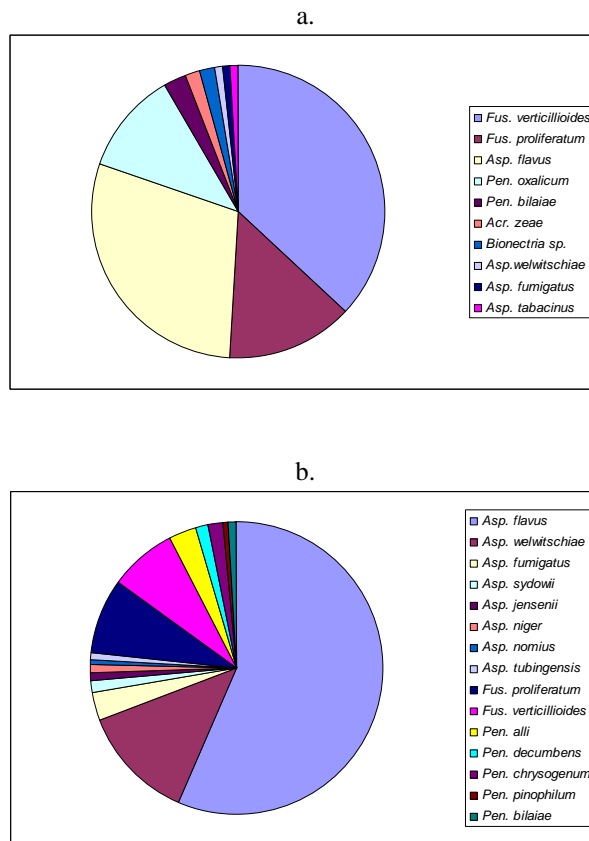 a.
Fus. verticillioides
Fus. proliferatum
Asp. flavus
Pen. oxalicum
Pen. bilaiae
Acr. zeae
Bionectria sp.
Asp.welwitschiae
Asp. fumigatus
Asp. tabacinus
b.
Asp. flavus
Asp. welwitschiae
Asp. fumigatus
Asp. sydowii
Asp. jensenii
Asp. niger
Asp. nomius
Asp. tubingensis
Fus. proliferatum
Fus. verticillioides
Pen. alli
Pen. decumbens
Pen. chrysogenum
Pen. pinophilum
Pen. bilaiae